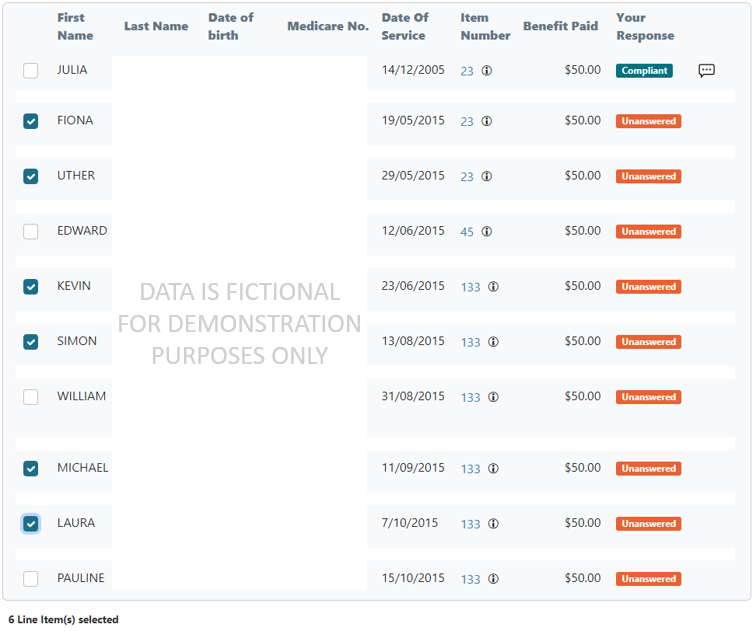 First Name Last Name Date of birth Medicare No. Date Of Service Item Number Benefit Paid Your Response
JULIA 14/12/2005 23 $50.00 Compliant
FIONA 19/05/2015 23 $50.00 Unanswered
UTHER 29/05/2015 23 $50.00 Unanswered
EDWARD 12/06/2015 45 $50.00 Unanswered
KEVIN 23/06/2015 133 $50.00 Unanswered
DATA IS FICTIONAL
FOR DEMONSTRATION
PURPOSES ONLY
SIMON 13/08/2015 133 $50.00 Unanswered
WILLIAM 31/08/2015 133 $50.00 Unanswered
MICHAEL 11/09/2015 133 $50.00 Unanswered
LAURA 7/10/2015 133 $50.00 Unanswered
PAULINE 15/10/2015 133 $50.00 Unanswered
6 Line Item(s) selected